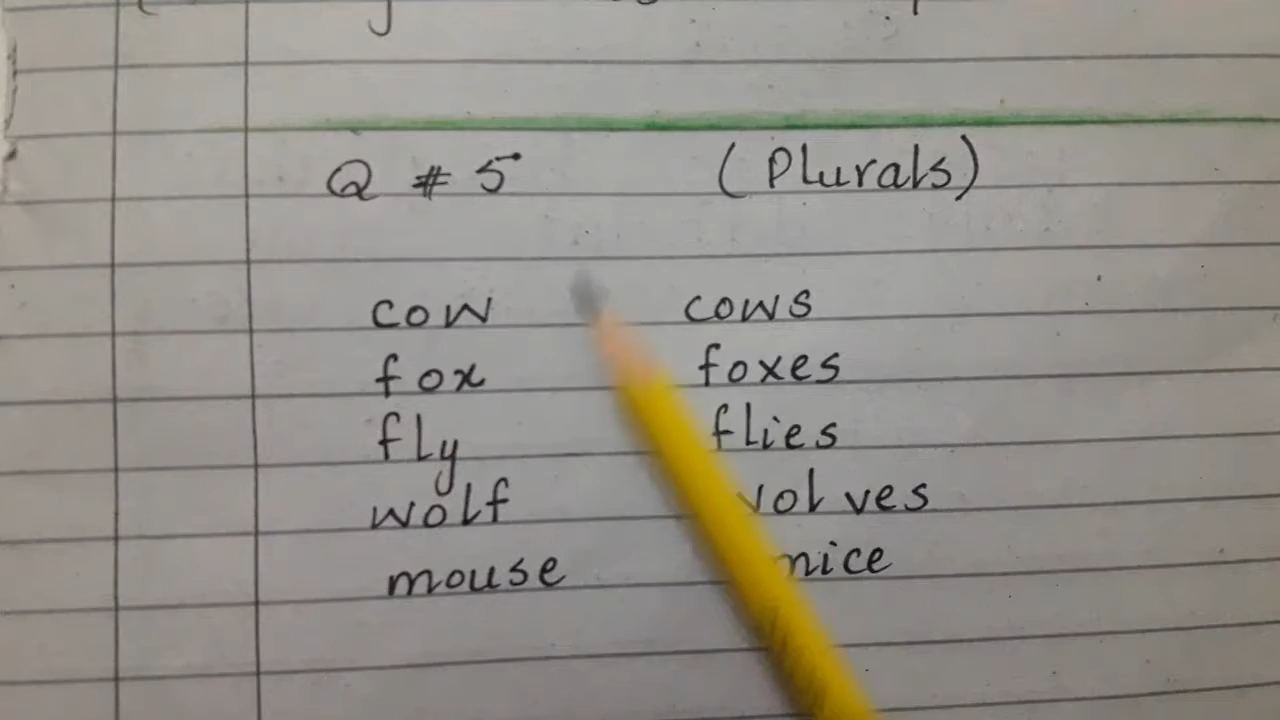 Q # 5 (Plurals)
cow cows
fox foxes
fly flies
wolf wolves
mouse mice